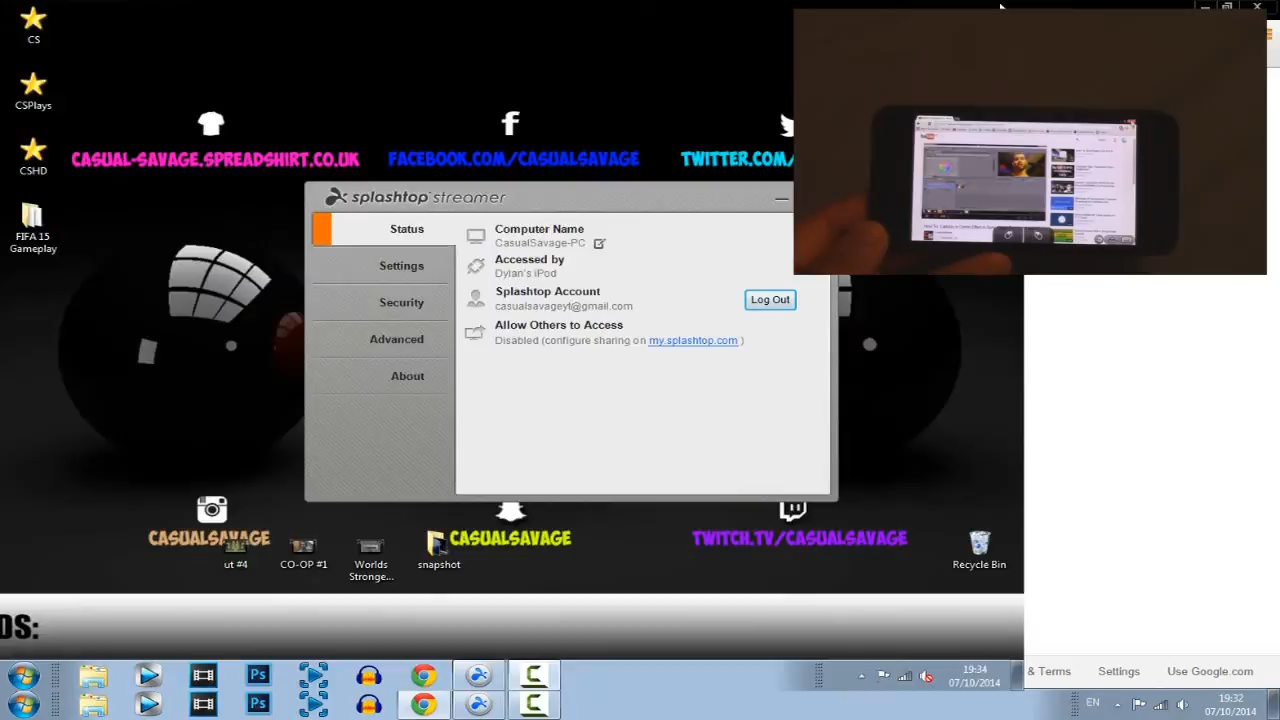 CS
CSPlays
CSHD
FIFA 15
Gameplay
CASUAL-SAVAGE.SPREADSHIRT.CO.UK
FACEBOOK.COM/CASUALSAVAGE
TWITTER.COM/
splashtop streamer
Status
Settings
Security
Advanced
About
Computer Name
CasualSavage-PC
Accessed by
Dylan's iPod
Splashtop Account
casualsavageyt@gmail.com
Log Out
Allow Others to Access
Disabled (configure sharing on my.splashtop.com )
CASUALSAVAGE
CASUALSAVAGE
TWITCH.TV/CASUALSAVAGE
ut #4
CO-OP #1
Worlds
Stronge...
snapshot
Recycle Bin
DS:
Ps
19:34
07/10/2014
& Terms
Settings
Use Google.com
Ps
EN
19:32
07/10/2014